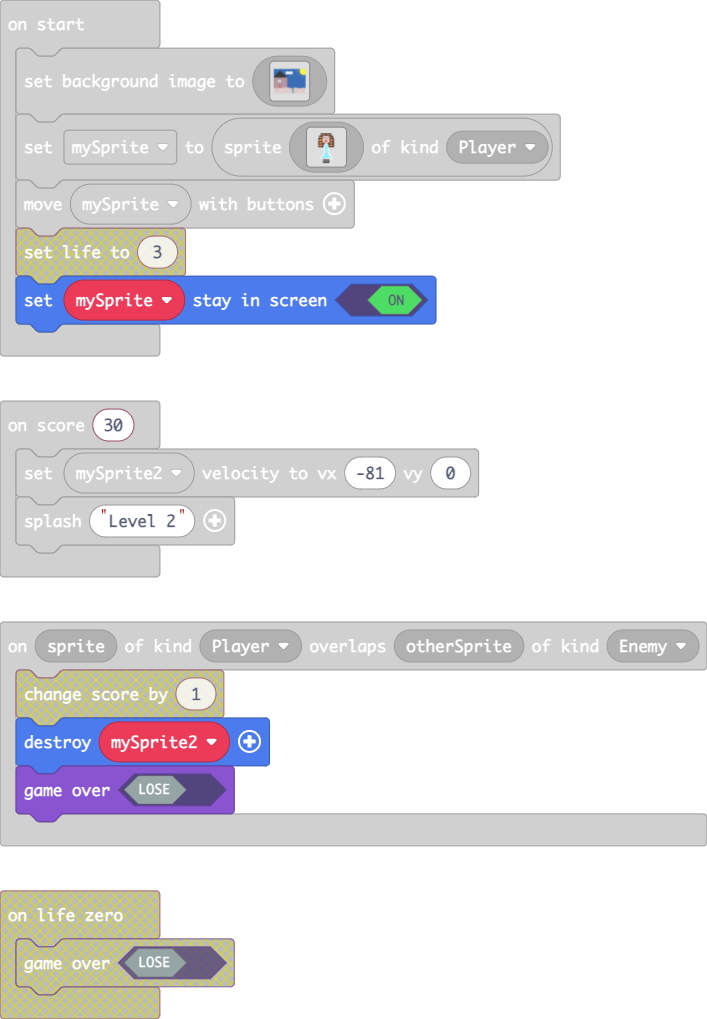 on start
set background image to
set mySprite to sprite of kind Player
move mySprite with buttons
set life to 3
set mySprite stay in screen ON
on score 30
set mySprite2 velocity to vx -81 vy 0
splash "Level 2"
on sprite of kind Player overlaps otherSprite of kind Enemy
change score by 1
destroy mySprite2
game over LOSE
on life zero
game over LOSE